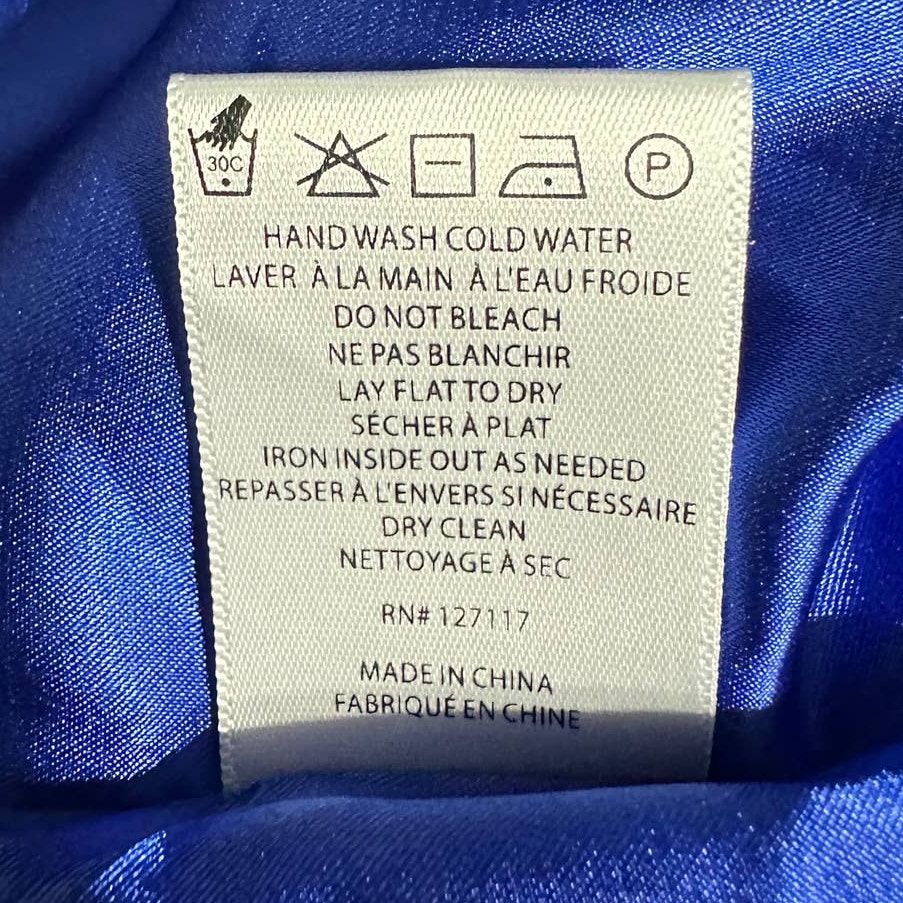 30C
P
HAND WASH COLD WATER
LAVER À LA MAIN À L'EAU FROIDE
DO NOT BLEACH
NE PAS BLANCHIR
LAY FLAT TO DRY
SÉCHER À PLAT
IRON INSIDE OUT AS NEEDED
REPASSER À L'ENVERS SI NÉCESSAIRE
DRY CLEAN
NETTOYAGE À SEC
RN# 127117
MADE IN CHINA
FABRIQUÉ EN CHINE